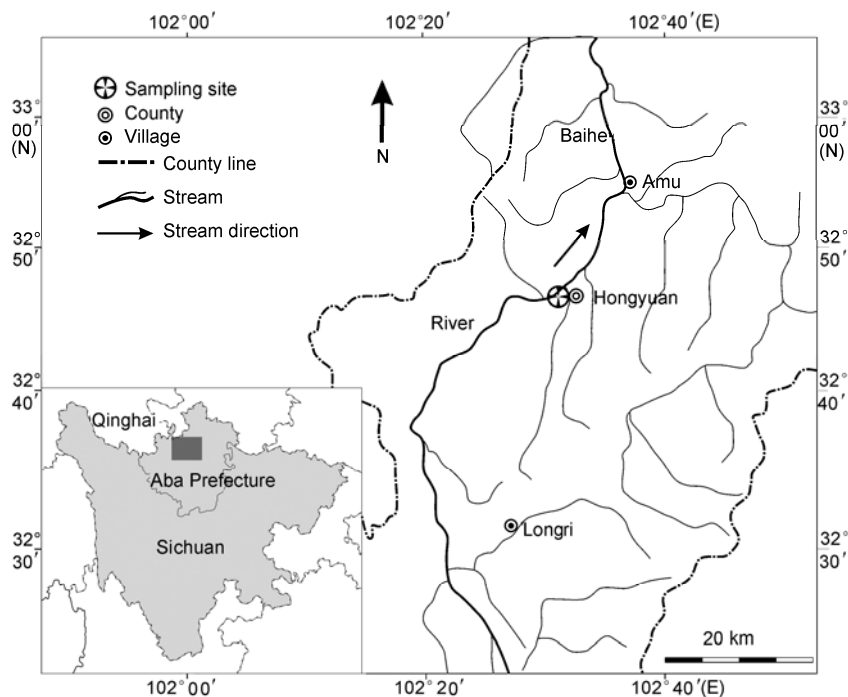 102°00′ 102°20′ 102°40′(E)
Sampling site
County
Village
County line
Stream
Stream direction
N
33°
00′
(N)
33°
00′
(N)
Baihe
Amu
32°
50′
32°
50′
Hongyuan
River
32°
40′
32°
40′
Qinghai
Aba Prefecture
Sichuan
Longri
32°
30′
32°
30′
20 km
102°00′ 102°20′ 102°40′(E)